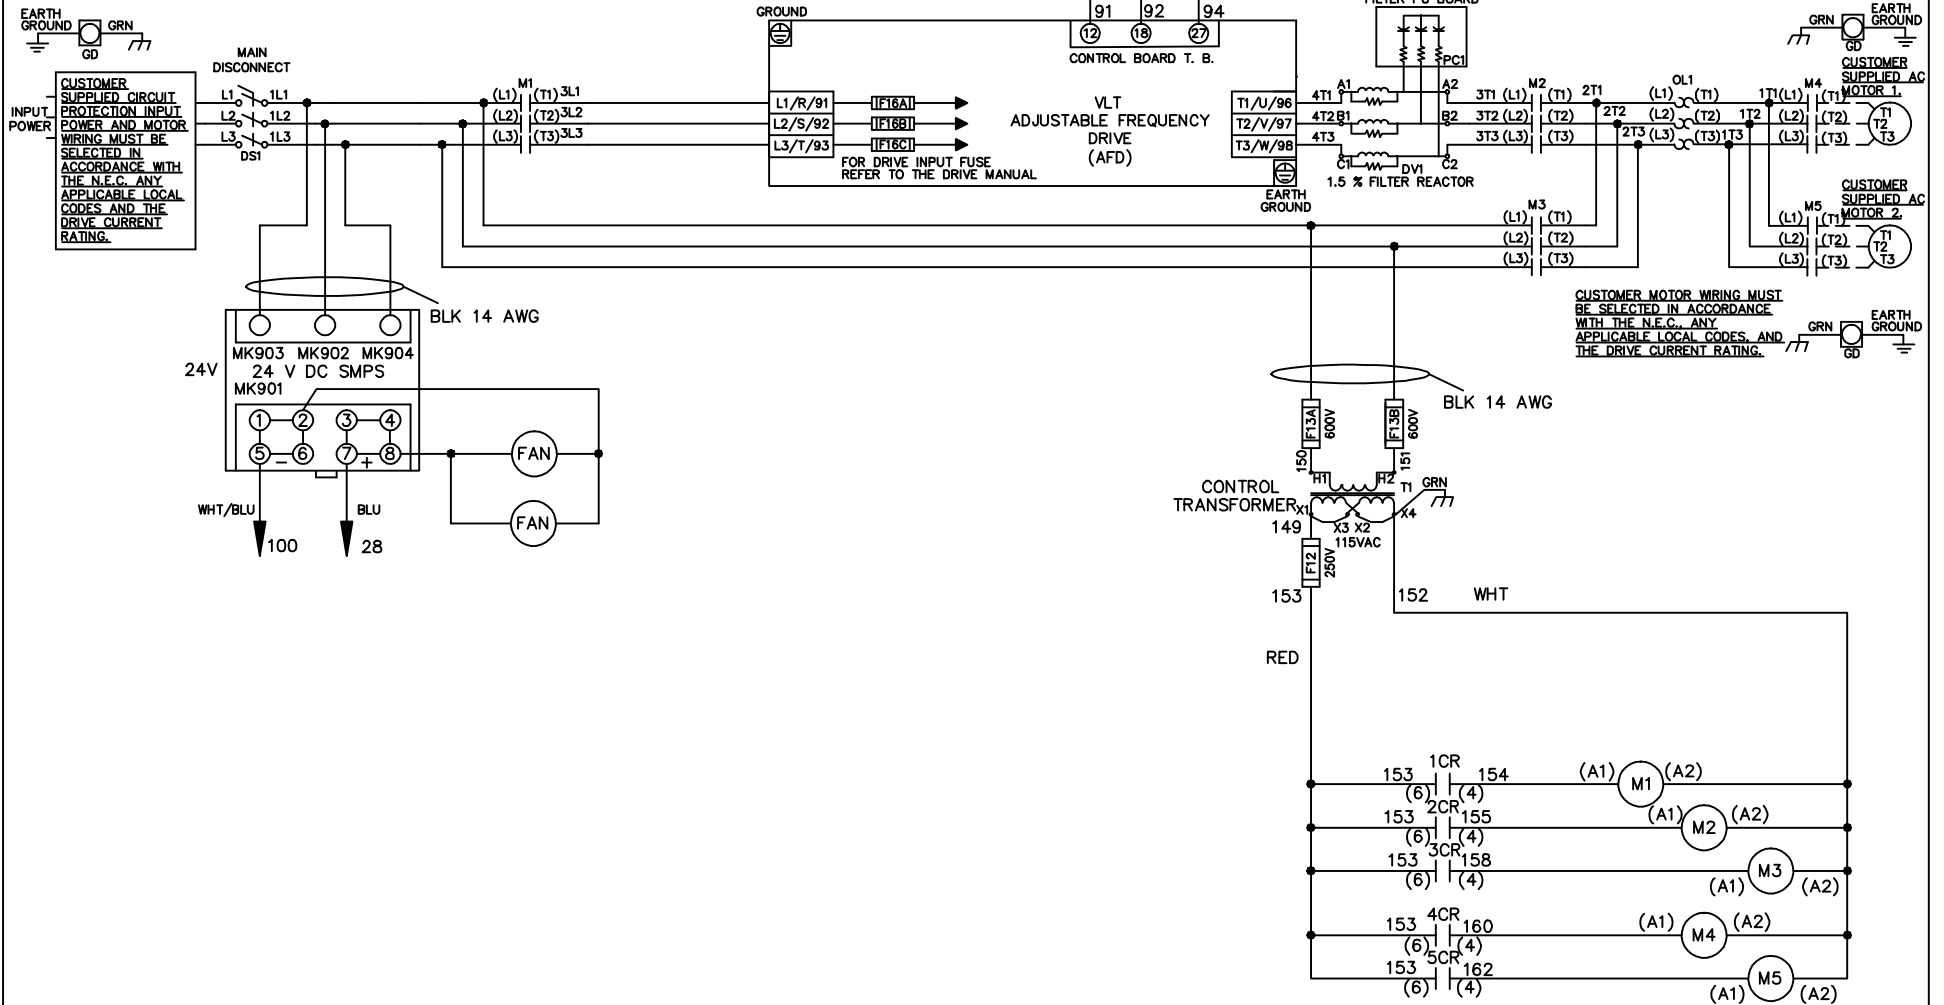 EARTH
GROUND
GRN
GD
MAIN
DISCONNECT
INPUT
POWER
CUSTOMER
SUPPLIED CIRCUIT
PROTECTION INPUT
POWER AND MOTOR
WIRING MUST BE
SELECTED IN
ACCORDANCE WITH
THE N.E.C. ANY
APPLICABLE LOCAL
CODES AND THE
DRIVE CURRENT
RATING.
L1 1L1
L2 1L2
L3 1L3
DS1
M1
(L1) (T1) 3L1
(L2) (T2) 3L2
(L3) (T3) 3L3
GROUND
L1/R/91
L2/S/92
L3/T/93
F16A
F16B
F16C
FOR DRIVE INPUT FUSE
REFER TO THE DRIVE MANUAL
91 92 94
12 18 27
CONTROL BOARD T. B.
VLT
ADJUSTABLE FREQUENCY
DRIVE
(AFD)
T1/U/96
T2/V/97
T3/W/98
EARTH
GROUND
PC1
4T1 A1 A2
4T2 B1 B2
4T3 C1 C2
DV1
1.5 % FILTER REACTOR
M2
3T1 (L1) (T1) 2T1
3T2 (L2) (T2) 2T2
3T3 (L3) (T3) 2T3
OL1
(L1) (T1) 1T1
(L2) (T2) 1T2
(L3) (T3) 1T3
M4
(L1) (T1)
(L2) (T2)
(L3) (T3)
GRN
GD
EARTH
GROUND
CUSTOMER
SUPPLIED AC
MOTOR 1.
T1
T2
T3
M3
(L1) (T1)
(L2) (T2)
(L3) (T3)
M5
(L1) (T1)
(L2) (T2)
(L3) (T3)
CUSTOMER
SUPPLIED AC
MOTOR 2.
T1
T2
T3
CUSTOMER MOTOR WIRING MUST
BE SELECTED IN ACCORDANCE
WITH THE N.E.C., ANY
APPLICABLE LOCAL CODES, AND
THE DRIVE CURRENT RATING.
GRN
GD
EARTH
GROUND
BLK 14 AWG
MK903 MK902 MK904
24V
24 V DC SMPS
MK901
1 2 3 4
5 - 6 7 + 8
FAN
FAN
WHT/BLU
BLU
100
28
BLK 14 AWG
F13A
600V
F13B
600V
150
151
H1 H2
T1
GRN
CONTROL
TRANSFORMER
X1 X3 X2 X4
115VAC
149
F12
250V
153
152
WHT
RED
1CR
153 154
(6) (4)
(A1) M1 (A2)
2CR
153 155
(6) (4)
(A1) M2 (A2)
3CR
153 158
(6) (4)
(A1) M3 (A2)
4CR
153 160
(6) (4)
(A1) M4 (A2)
5CR
153 162
(6) (4)
(A1) M5 (A2)